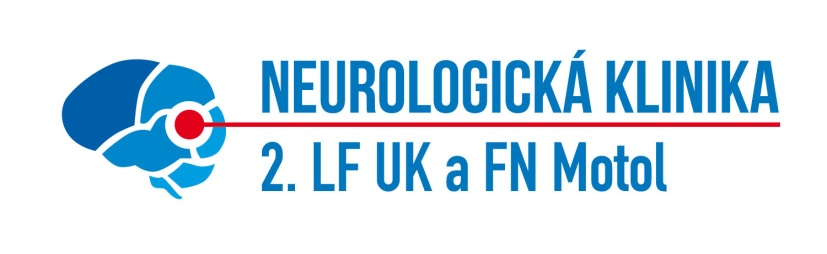 NEUROLOGICKÁ KLINIKA
2. LF UK a FN Motol